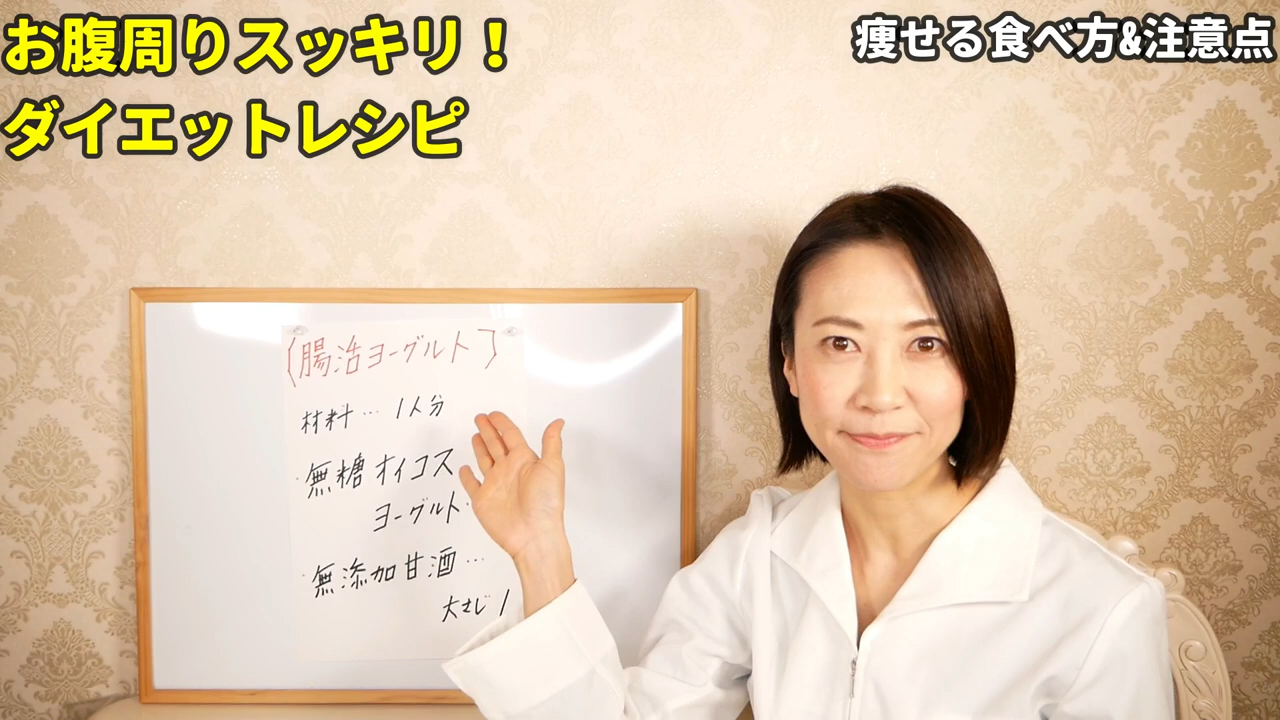 お腹周りスッキリ！
ダイエットレシピ
痩せる食べ方&注意点
〔腸活ヨーグルト〕
材料… 1人分
・無糖オイコス
ヨーグルト・
・無添加甘酒…
大さじ1